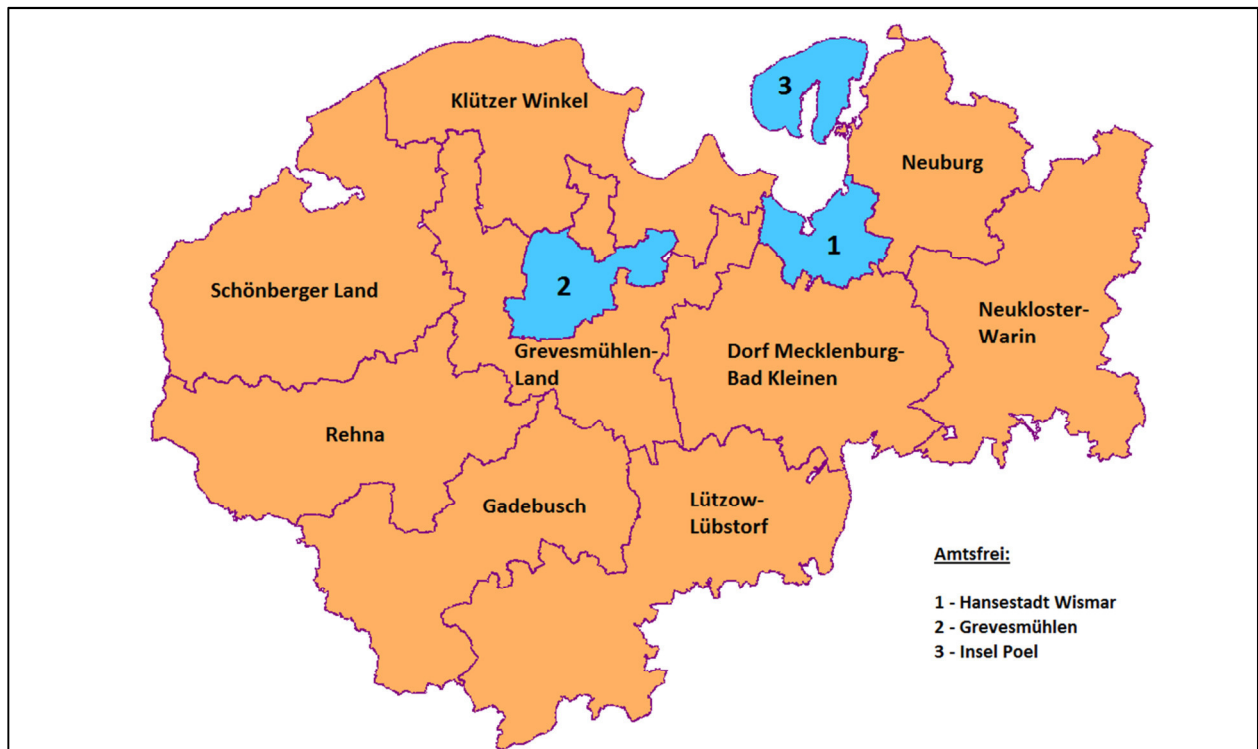 3
Klützer Winkel
Neuburg
1
2
Schönberger Land
Neukloster-
Warin
Grevesmühlen-
Land
Dorf Mecklenburg-
Bad Kleinen
Rehna
Gadebusch
Lützow-
Lübstorf
Amtsfrei:
1 - Hansestadt Wismar
2 - Grevesmühlen
3 - Insel Poel